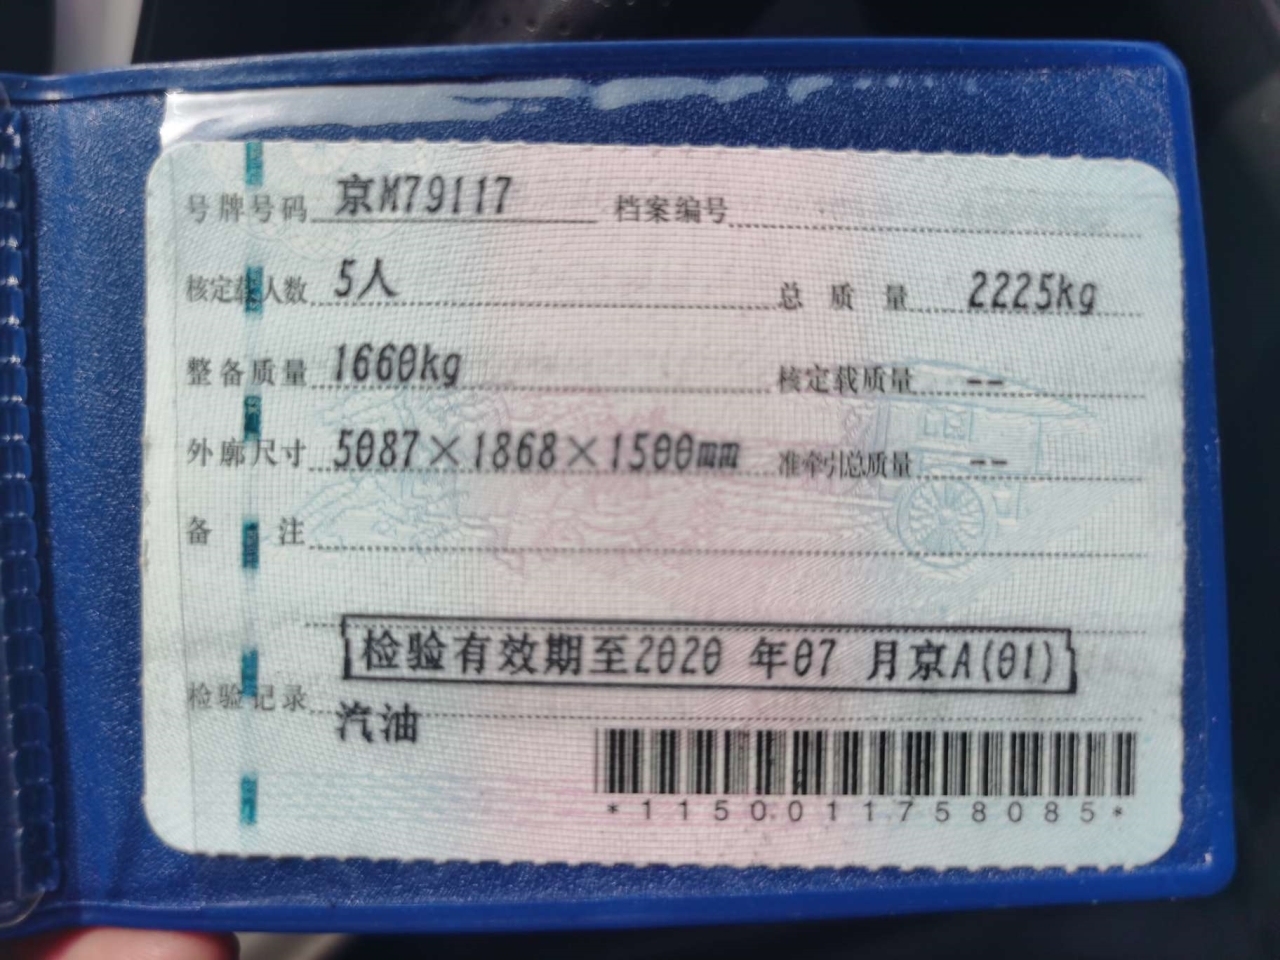 号牌号码 京M79117 档案编号
核定载人数 5人 总质量 2225kg
整备质量 1660kg 核定载质量 --
外廓尺寸 5087×1868×1500mm 准牵引总质量 --
备注
检验有效期至2020 年07 月京A(01)
检验记录
汽油
*1150011758085*